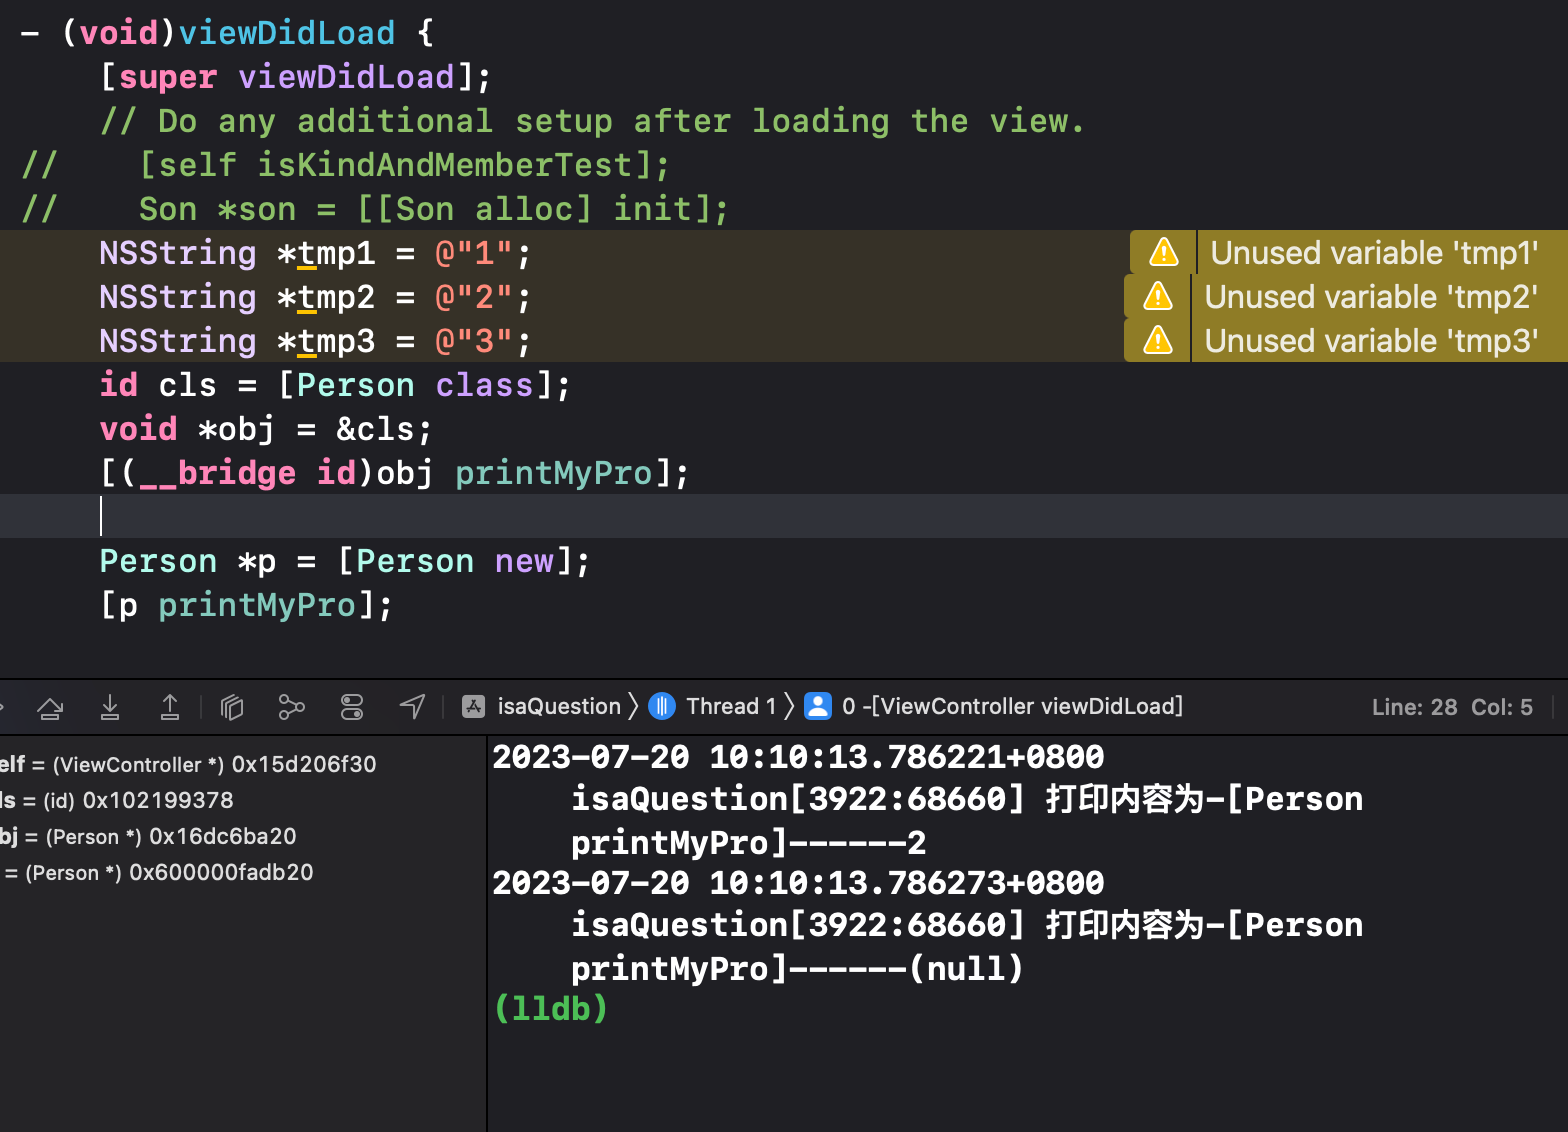 - (void)viewDidLoad {
[super viewDidLoad];
// Do any additional setup after loading the view.
// [self isKindAndMemberTest];
// Son *son = [[Son alloc] init];
NSString *tmp1 = @"1"; Unused variable 'tmp1'
NSString *tmp2 = @"2"; Unused variable 'tmp2'
NSString *tmp3 = @"3"; Unused variable 'tmp3'
id cls = [Person class];
void *obj = &cls;
[(__bridge id)obj printMyPro];
Person *p = [Person new];
[p printMyPro];
isaQuestion 〉 Thread 1 〉 0 -[ViewController viewDidLoad] Line: 28 Col: 5
elf = (ViewController *) 0x15d206f30
ls = (id) 0x102199378
bj = (Person *) 0x16dc6ba20
= (Person *) 0x600000fadb20
2023-07-20 10:10:13.786221+0800
isaQuestion[3922:68660] 打印内容为-[Person
printMyPro]------2
2023-07-20 10:10:13.786273+0800
isaQuestion[3922:68660] 打印内容为-[Person
printMyPro]------(null)
(lldb)